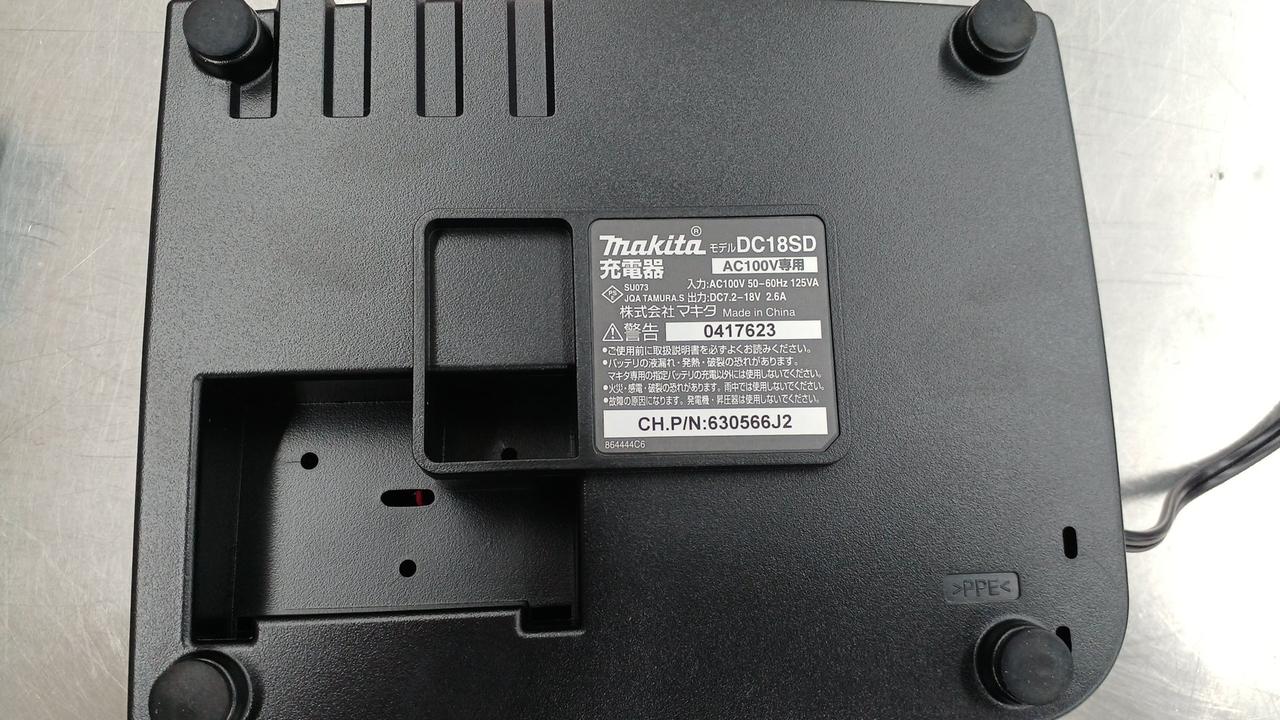 makita® モデルDC18SD
充電器 AC100V専用
PS E SU073 入力:AC100V 50-60Hz 125VA
JQA TAMURA.S 出力:DC7.2-18V 2.6A
株式会社マキタ Made in China
⚠警告 0417623
•ご使用前に取扱説明書を必ずよくお読みください。
•バッテリの液漏れ・発熱・破裂の恐れがあります。
マキタ専用の指定バッテリの充電以外には使用しないでください。
•火災・感電・破裂の恐れがあります。雨中では使用しないでください。
•故障の原因になります。発電機・昇圧器は使用しないでください。
CH.P/N:630566J2
864444C6
>PPE<